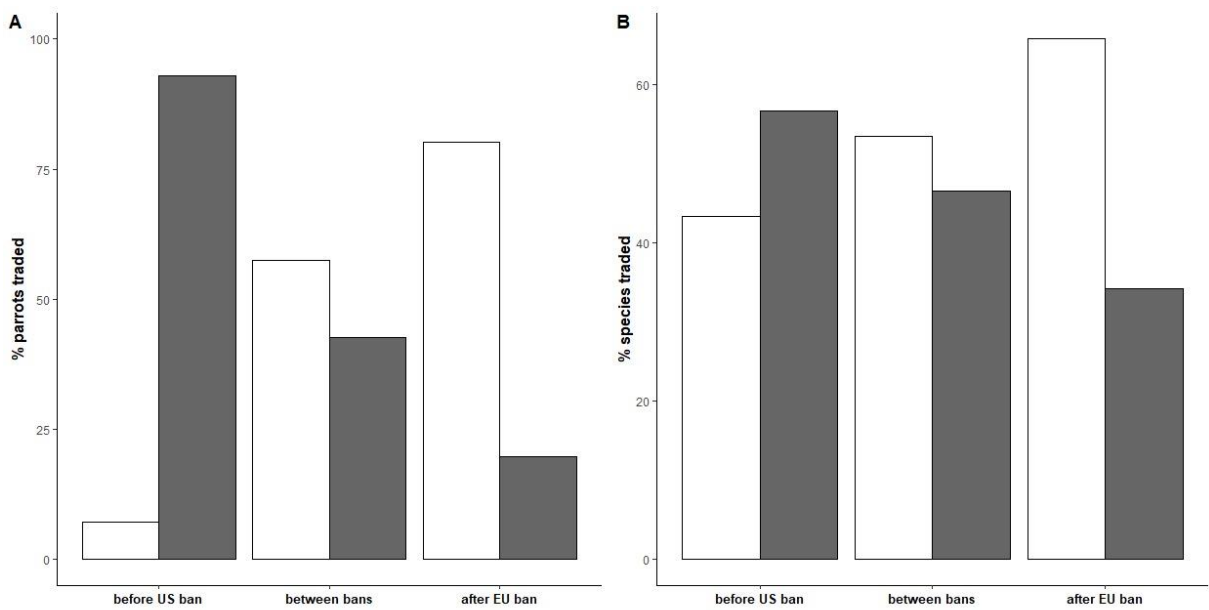 A
% parrots traded
100
75
50
25
0
before US ban between bans after EU ban
B
% species traded
60
40
20
0
before US ban between bans after EU ban